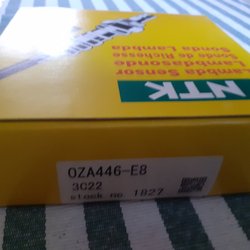 NTK
Lambda Sensor
Lambdasonde
Sonde de Richesse
Sonda Lambda
OZA446-E8
3C22
stock no 1827